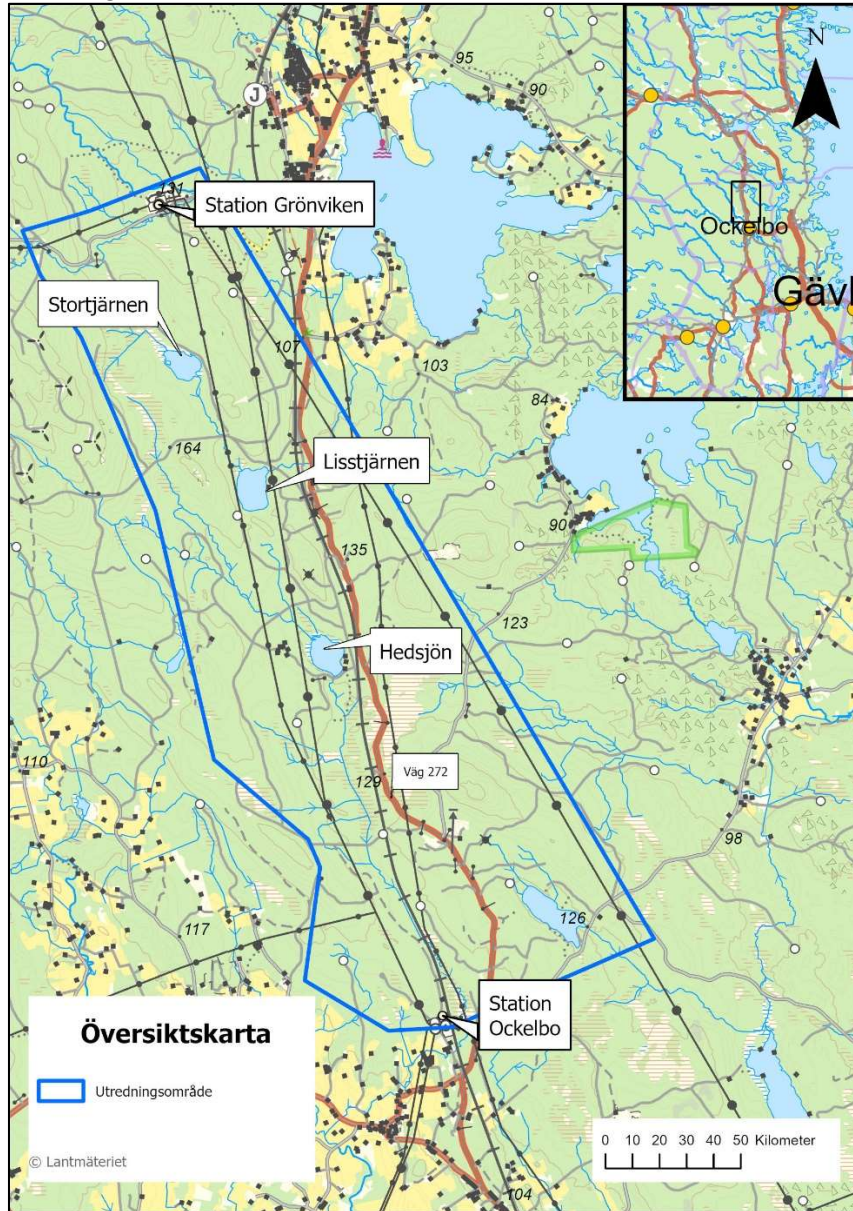 95
90
J
N
Ockelbo
Gävl
131
Station Grönviken
Stortjärnen
107
103
84
164
Lisstjärnen
90
135
123
Hedsjön
110
Väg 272
129
98
126
117
Station
Ockelbo
Översiktskarta
Utredningsområde
0 10 20 30 40 50 Kilometer
© Lantmäteriet
104